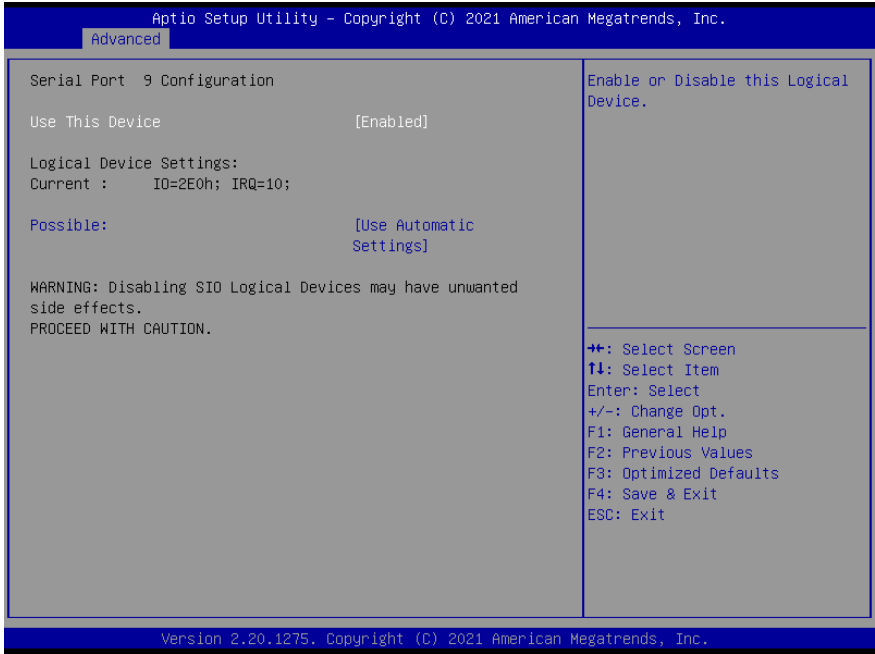 Aptio Setup Utility – Copyright (C) 2021 American Megatrends, Inc.
Advanced
Serial Port  9 Configuration
Use This Device [Enabled]
Logical Device Settings:
Current : IO=2E0h; IRQ=10;
Possible: [Use Automatic
Settings]
WARNING: Disabling SIO Logical Devices may have unwanted
side effects.
PROCEED WITH CAUTION.
Enable or Disable this Logical
Device.
→←: Select Screen
↑↓: Select Item
Enter: Select
+/-: Change Opt.
F1: General Help
F2: Previous Values
F3: Optimized Defaults
F4: Save & Exit
ESC: Exit
Version 2.20.1275. Copyright (C) 2021 American Megatrends, Inc.